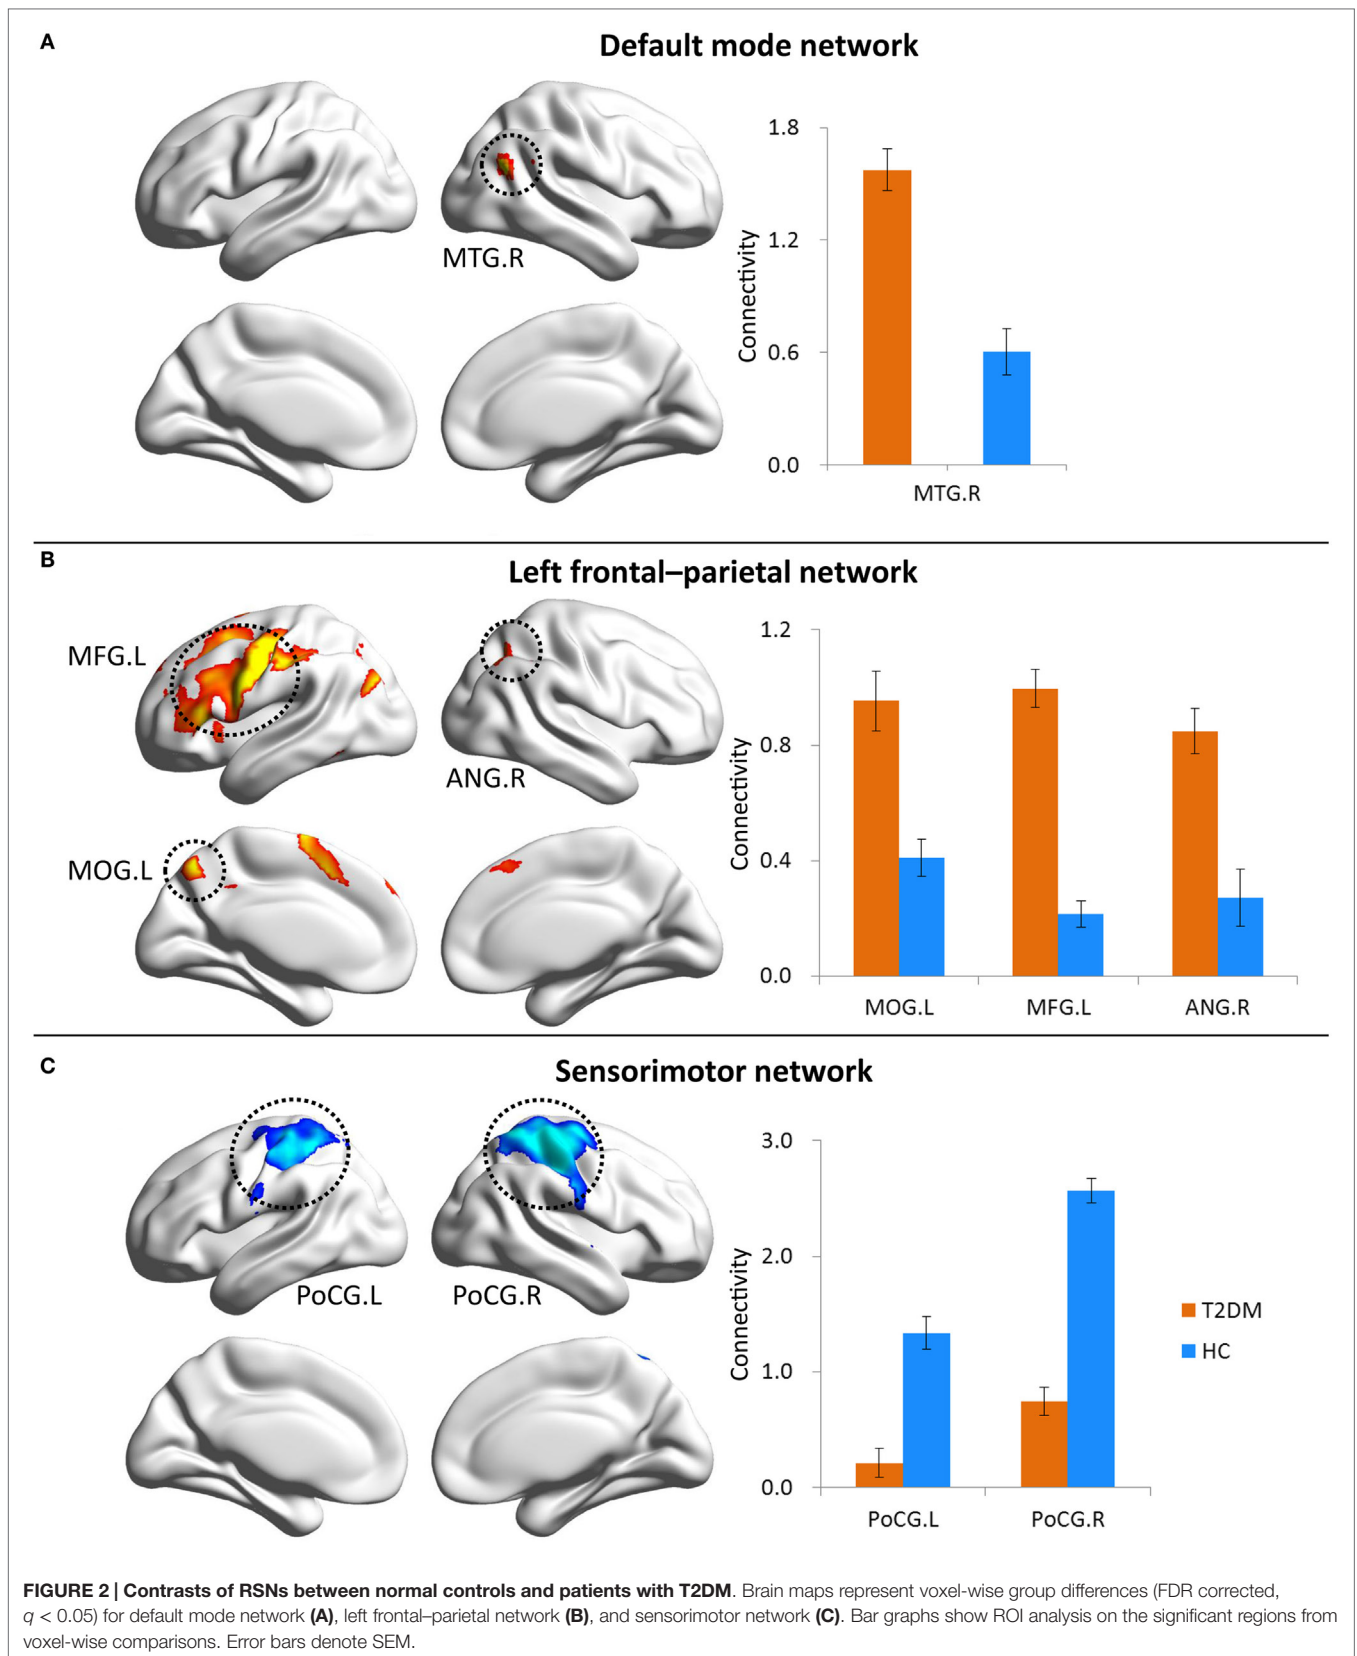 A
Default mode network
MTG.R
Connectivity
1.8
1.2
0.6
0.0
MTG.R
B
Left frontal–parietal network
MFG.L
ANG.R
MOG.L
Connectivity
1.2
0.8
0.4
0.0
MOG.L MFG.L ANG.R
C
Sensorimotor network
PoCG.L PoCG.R
Connectivity
3.0
2.0
1.0
0.0
PoCG.L PoCG.R
T2DM
HC
FIGURE 2 | Contrasts of RSNs between normal controls and patients with T2DM. Brain maps represent voxel-wise group differences (FDR corrected,
q < 0.05) for default mode network (A), left frontal–parietal network (B), and sensorimotor network (C). Bar graphs show ROI analysis on the significant regions from
voxel-wise comparisons. Error bars denote SEM.